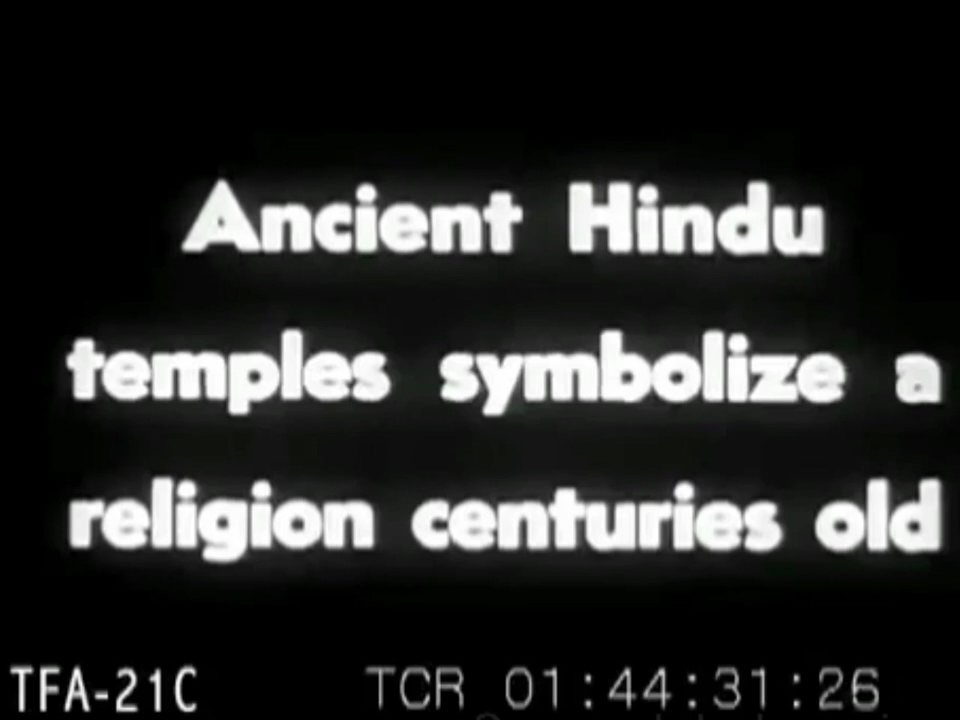 Ancient Hindu
temples symbolize a
religion centuries old
TFA-21C TCR 01:44:31:26